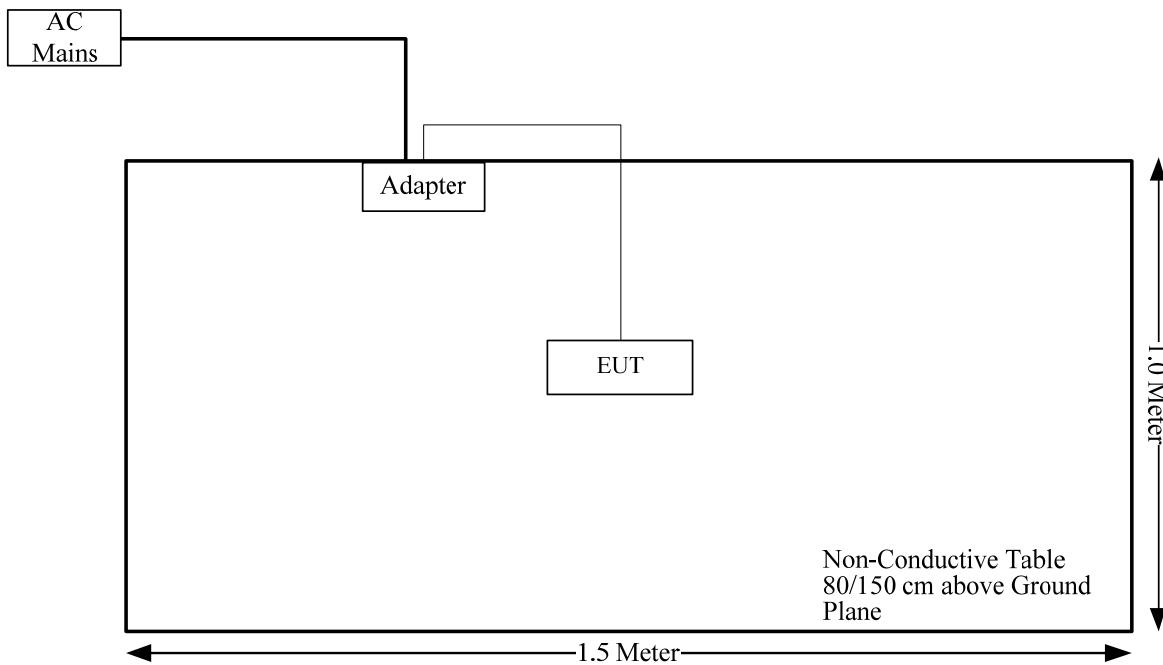 AC
Mains
Adapter
EUT
1.0 Meter
Non-Conductive Table
80/150 cm above Ground
Plane
1.5 Meter